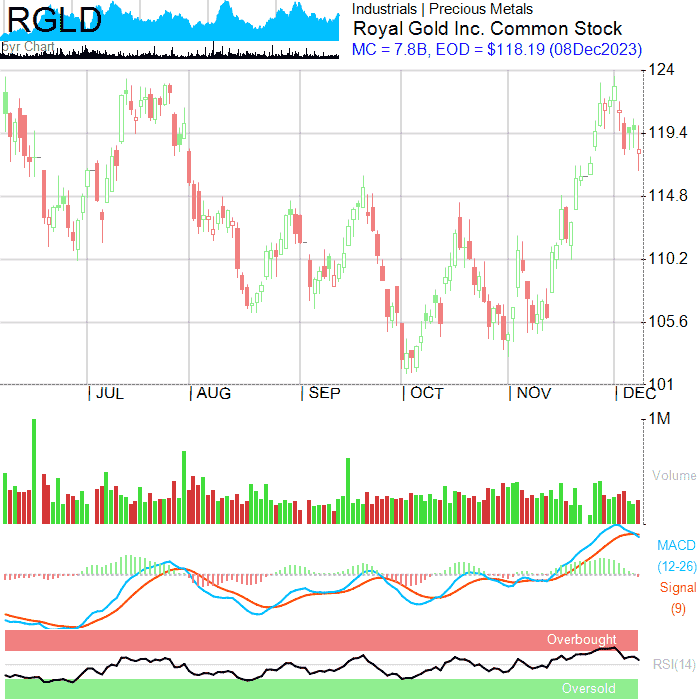 RGLD
5yr Chart
Industrials | Precious Metals
Royal Gold Inc. Common Stock
MC = 7.8B, EOD = $118.19 (08Dec2023)
124
119.4
114.8
110.2
105.6
101
JUL
AUG
SEP
OCT
NOV
DEC
1M
Volume
MACD
(12-26)
Signal
(9)
Overbought
RSI(14)
Oversold